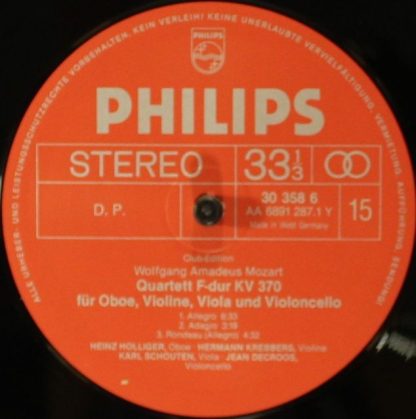 ALLE URHEBER- UND LEISTUNGSSCHUTZRECHTE VORBEHALTEN. KEIN VERLEIH! KEINE UNERLAUBTE VERVIELFÄLTIGUNG, VERMIETUNG, AUFFÜHRUNG, SENDUNG!
PHILIPS
PHILIPS
STEREO 33 1/3
D. P. 30 358 6 15
AA 6891 287.1 Y
Made in West Germany
Club-Edition
Wolfgang Amadeus Mozart
Quartett F-dur KV 370
für Oboe, Violine, Viola und Violoncello
1. Allegro 6:33
2. Adagio 3:19
3. Rondeau (Allegro) 4:32
HEINZ HOLLIGER, Oboe · HERMANN KREBBERS, Violine
KARL SCHOUTEN, Viola · JEAN DECROOS,
Violoncello